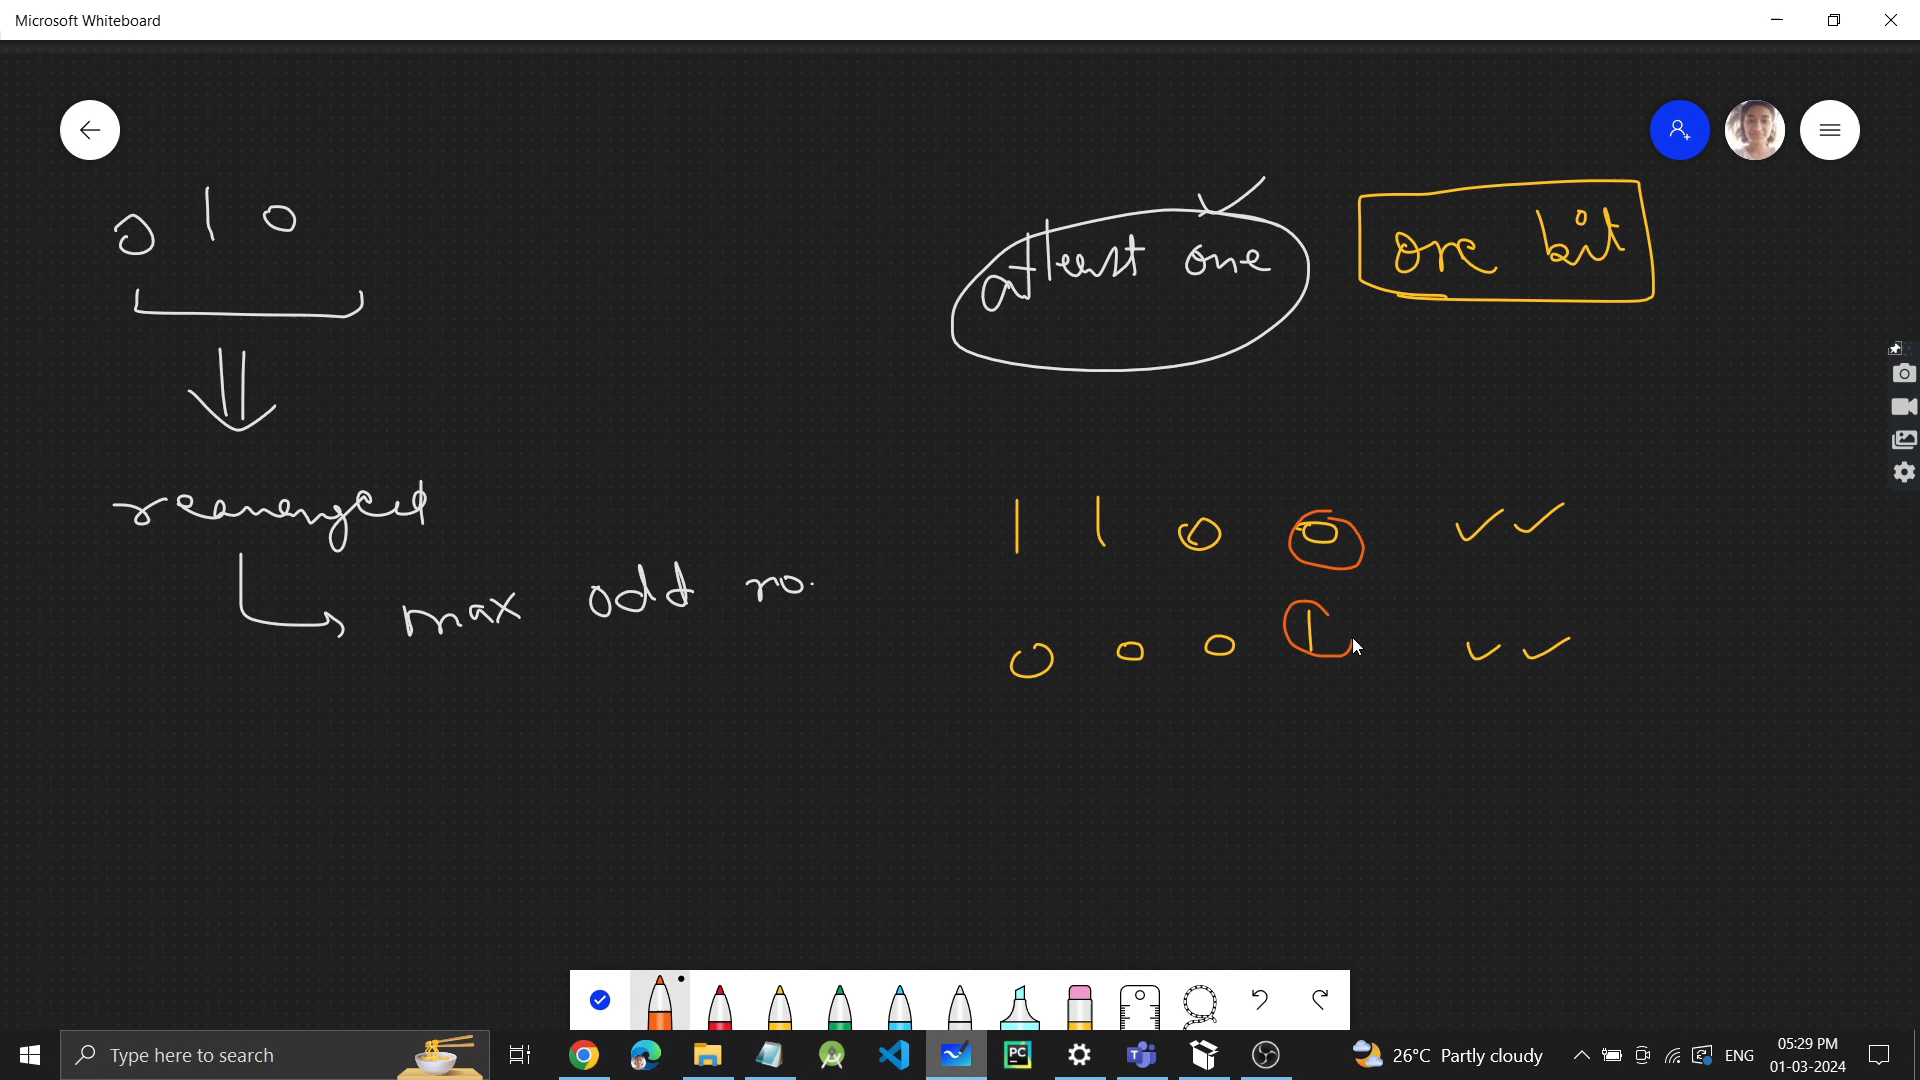 Microsoft Whiteboard
0 1 0
atleast one
one bit
rearranged
max odd no.
1 1 0 0
0 0 0 1
Type here to search
PC
26°C Partly cloudy
ENG
05:29 PM
01-03-2024